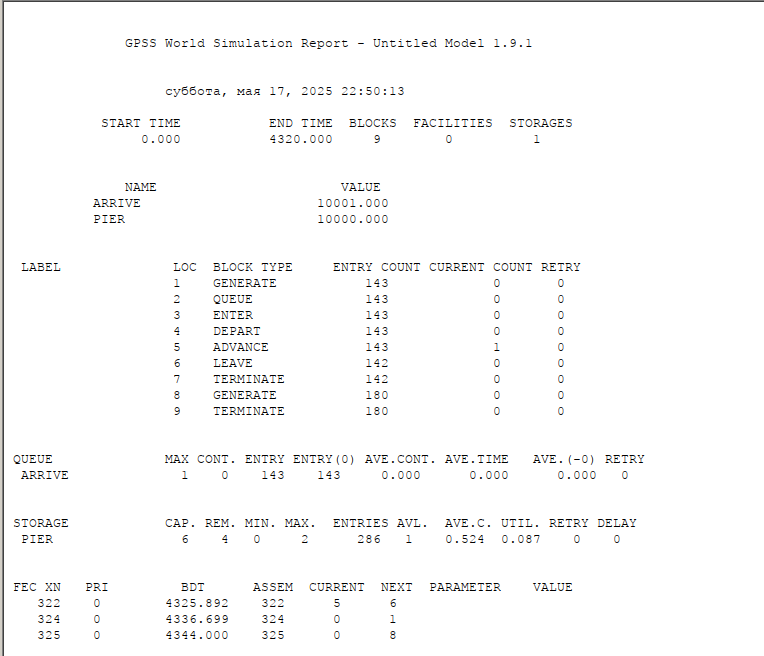 GPSS World Simulation Report - Untitled Model 1.9.1
суббота, мая 17, 2025 22:50:13
START TIME END TIME BLOCKS FACILITIES STORAGES
0.000 4320.000 9 0 1
NAME VALUE
ARRIVE 10001.000
PIER 10000.000
LABEL LOC BLOCK TYPE ENTRY COUNT CURRENT COUNT RETRY
1 GENERATE 143 0 0
2 QUEUE 143 0 0
3 ENTER 143 0 0
4 DEPART 143 0 0
5 ADVANCE 143 1 0
6 LEAVE 142 0 0
7 TERMINATE 142 0 0
8 GENERATE 180 0 0
9 TERMINATE 180 0 0
QUEUE MAX CONT. ENTRY ENTRY(0) AVE.CONT. AVE.TIME AVE.(-0) RETRY
ARRIVE 1 0 143 143 0.000 0.000 0.000 0
STORAGE CAP. REM. MIN. MAX. ENTRIES AVL. AVE.C. UTIL. RETRY DELAY
PIER 6 4 0 2 286 1 0.524 0.087 0 0
FEC XN PRI BDT ASSEM CURRENT NEXT PARAMETER VALUE
322 0 4325.892 322 5 6
324 0 4336.699 324 0 1
325 0 4344.000 325 0 8